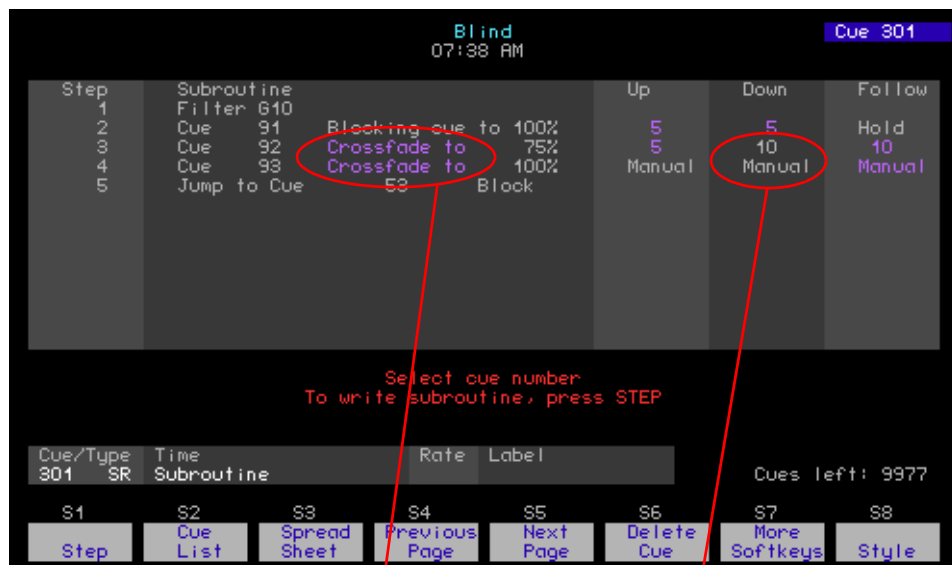 Blind
Cue 301
07:38 AM
Step Subroutine Up Down Follow
1 Filter G10
2 Cue 91 Blocking cue to 100% 5 5 Hold
3 Cue 92 Crossfade to 75% 5 10 10
4 Cue 93 Crossfade to 100% Manual Manual Manual
5 Jump to Cue 53 Block
Select cue number
To write subroutine, press STEP
Cue/Type Time Rate Label
301 SR Subroutine Cues left: 9977
S1 S2 S3 S4 S5 S6 S7 S8
Cue Spread Previous Next Delete More
Step List Sheet Page Page Cue Softkeys Style